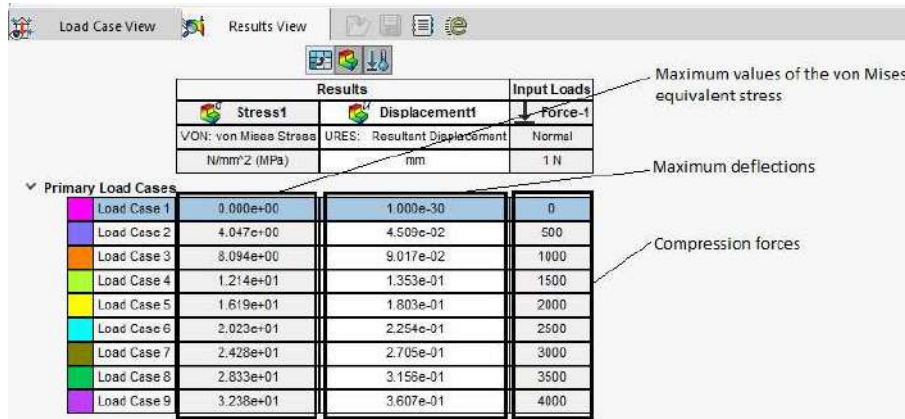 Load Case View Results View
Results Input Loads
Stress1 Displacement1 Force-1
VON: von Mises Stress URES: Resultant Displacement Normal
N/mm^2 (MPa) mm 1 N
Maximum values of the von Mises
equivalent stress
Maximum deflections
Compression forces
Primary Load Cases
Load Case 1 0.000e+00 1.000e-30 0
Load Case 2 4.047e+00 4.509e-02 500
Load Case 3 8.094e+00 9.017e-02 1000
Load Case 4 1.214e+01 1.353e-01 1500
Load Case 5 1.619e+01 1.803e-01 2000
Load Case 6 2.023e+01 2.254e-01 2500
Load Case 7 2.428e+01 2.705e-01 3000
Load Case 8 2.833e+01 3.156e-01 3500
Load Case 9 3.238e+01 3.607e-01 4000